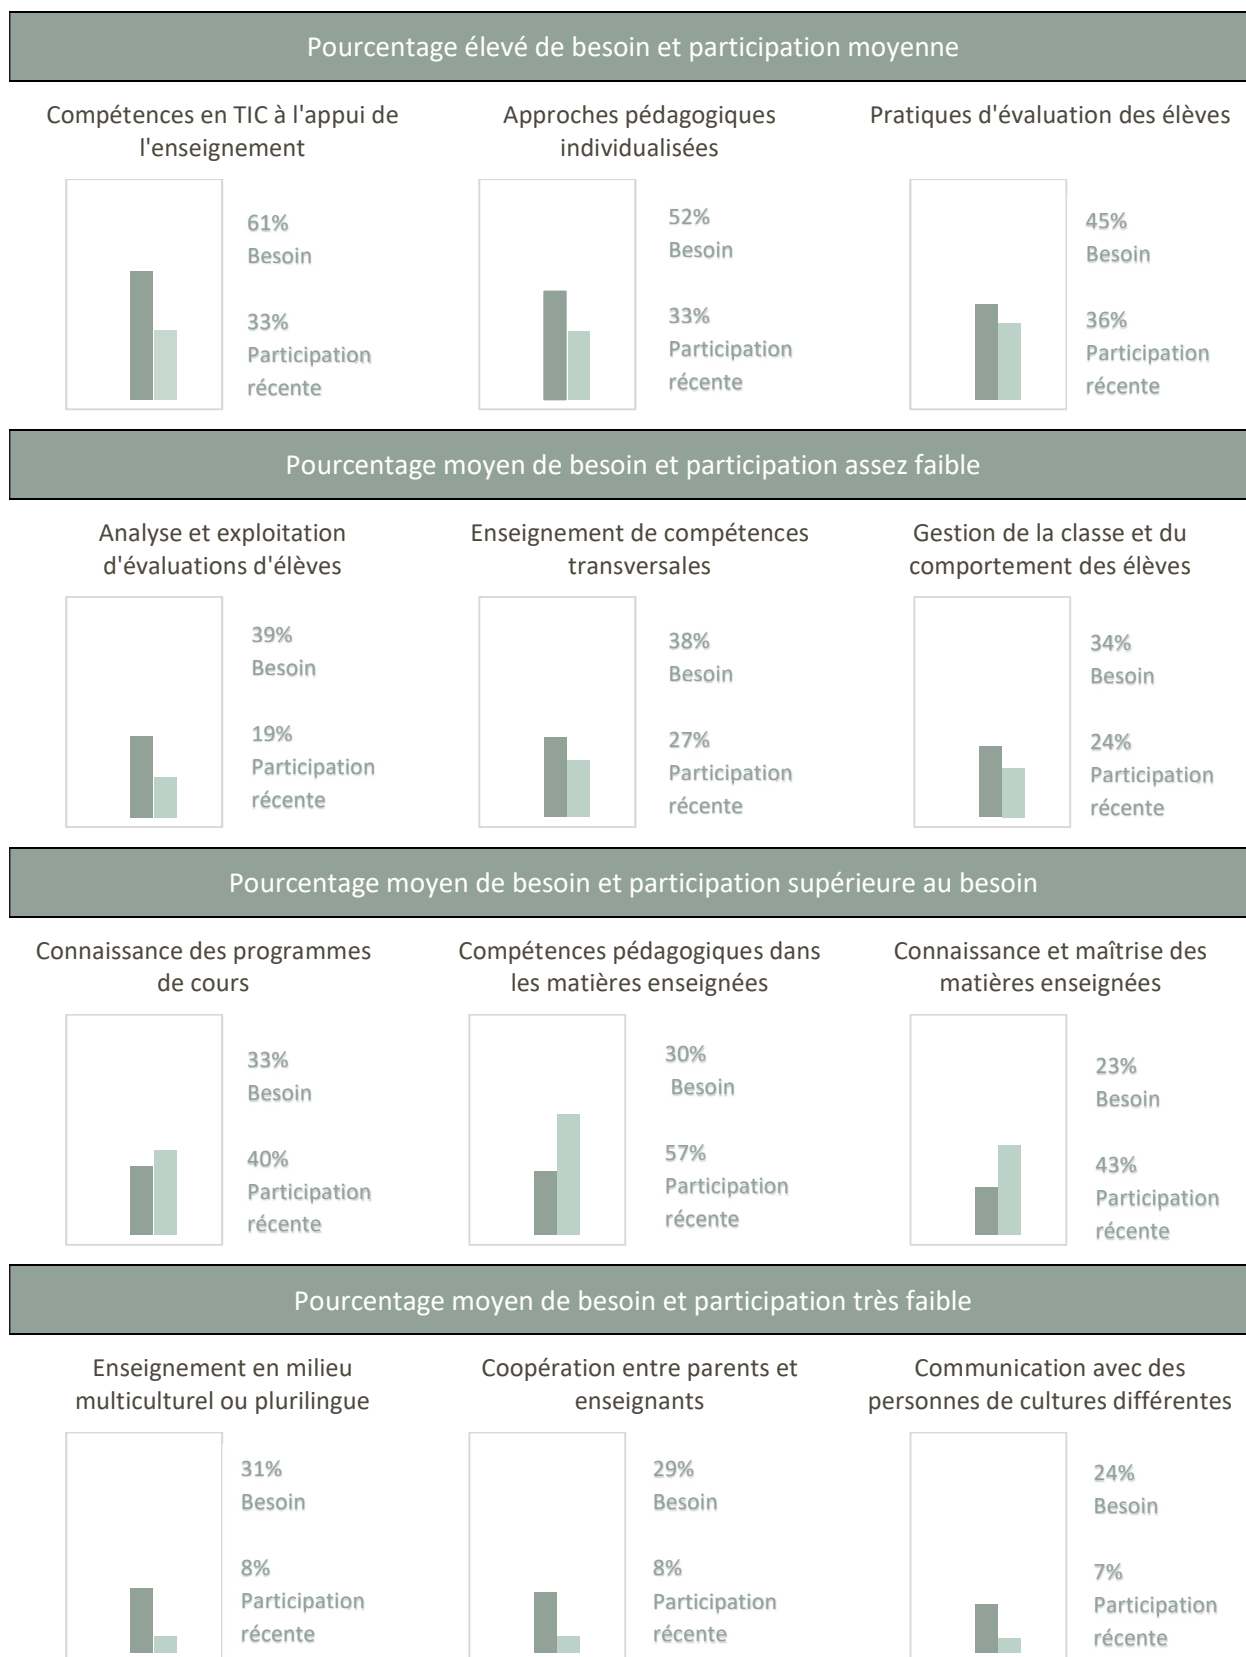 Pourcentage élevé de besoin et participation moyenne
Compétences en TIC à l'appui de
l'enseignement
61%
Besoin
33%
Participation
récente
Approches pédagogiques
individualisées
52%
Besoin
33%
Participation
récente
Pratiques d'évaluation des élèves
45%
Besoin
36%
Participation
récente
Pourcentage moyen de besoin et participation assez faible
Analyse et exploitation
d'évaluations d'élèves
39%
Besoin
19%
Participation
récente
Enseignement de compétences
transversales
38%
Besoin
27%
Participation
récente
Gestion de la classe et du
comportement des élèves
34%
Besoin
24%
Participation
récente
Pourcentage moyen de besoin et participation supérieure au besoin
Connaissance des programmes
de cours
33%
Besoin
40%
Participation
récente
Compétences pédagogiques dans
les matières enseignées
30%
Besoin
57%
Participation
récente
Connaissance et maîtrise des
matières enseignées
23%
Besoin
43%
Participation
récente
Pourcentage moyen de besoin et participation très faible
Enseignement en milieu
multiculturel ou plurilingue
31%
Besoin
8%
Participation
récente
Coopération entre parents et
enseignants
29%
Besoin
8%
Participation
récente
Communication avec des
personnes de cultures différentes
24%
Besoin
7%
Participation
récente